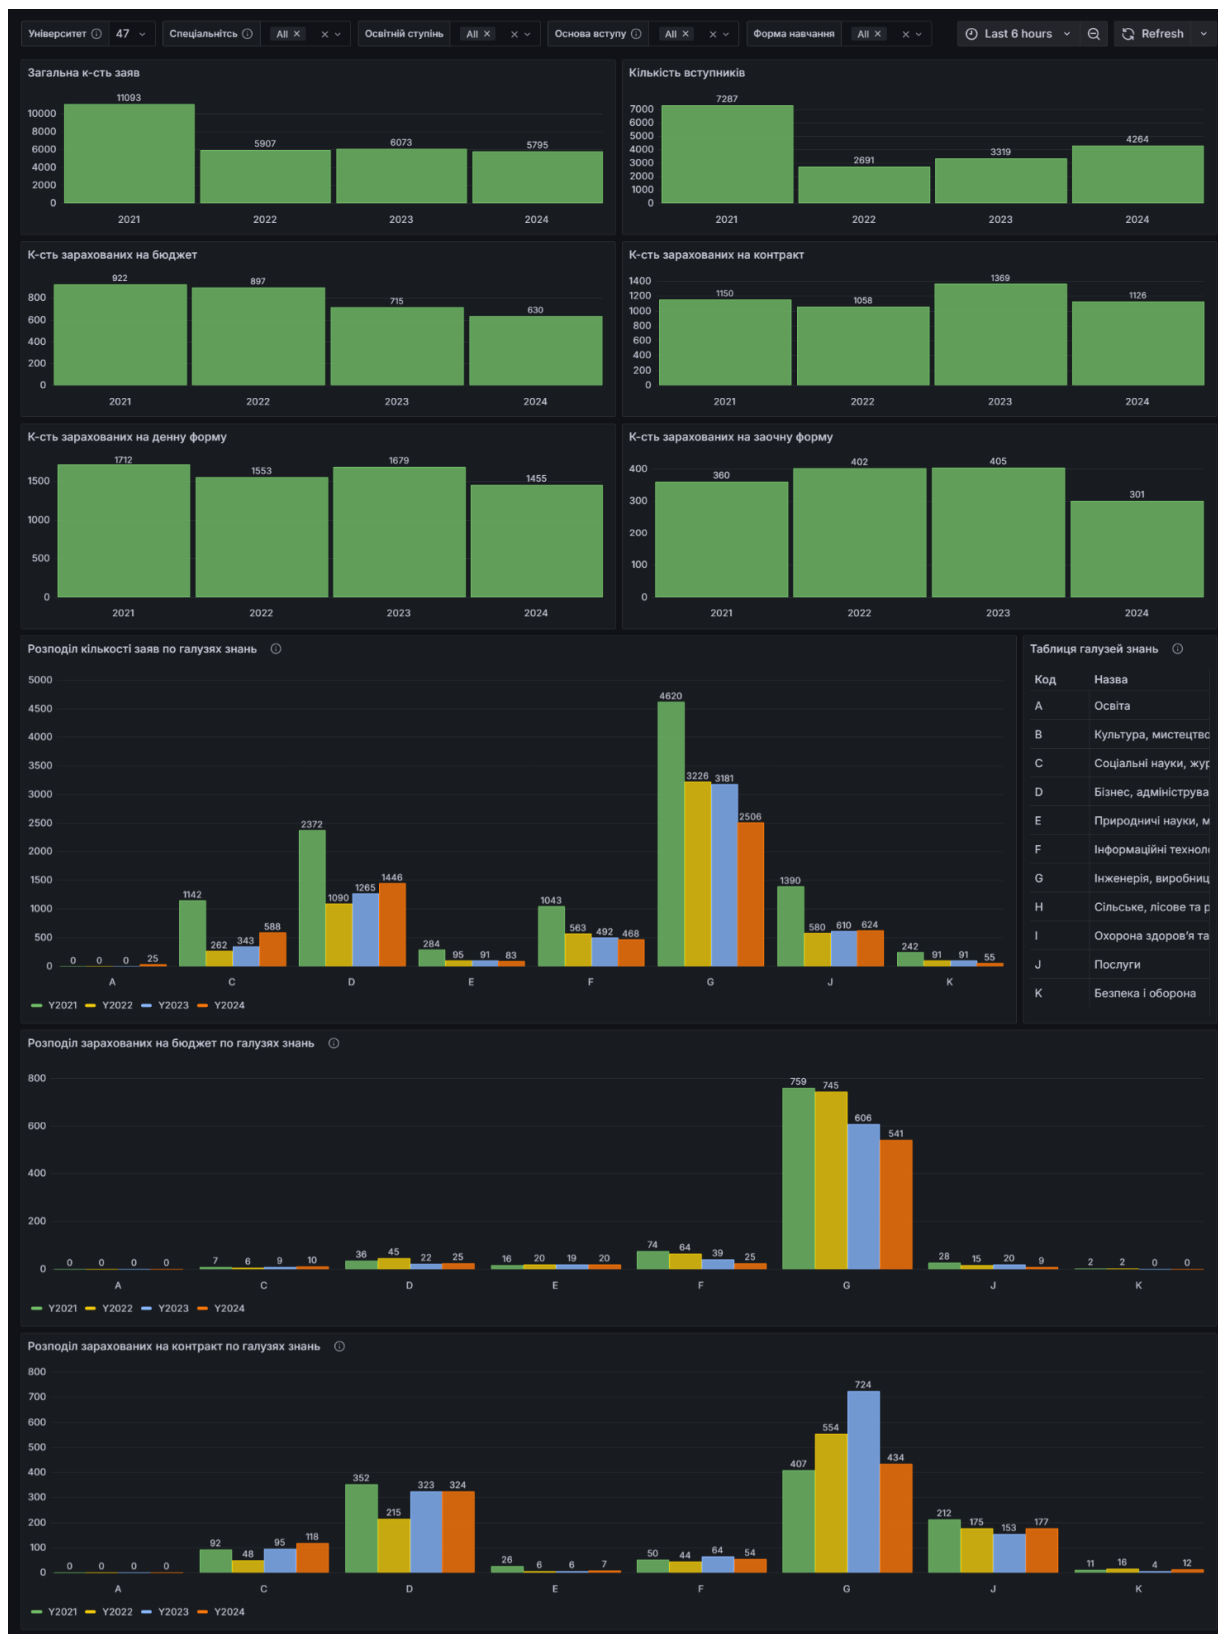 Університет 47 Спеціальнітсь All × Освітній ступінь All × Основа вступу All × Форма навчання All × Last 6 hours Refresh
Загальна к-сть заяв
11093 5907 6073 5795
10000
8000
6000
4000
2000
0
2021 2022 2023 2024
Кількість вступників
7287 2691 3319 4264
7000
6000
5000
4000
3000
2000
1000
0
2021 2022 2023 2024
К-сть зарахованих на бюджет
922 897 715 630
800
600
400
200
0
2021 2022 2023 2024
К-сть зарахованих на контракт
1150 1058 1369 1126
1400
1200
1000
800
600
400
200
0
2021 2022 2023 2024
К-сть зарахованих на денну форму
1712 1553 1679 1455
1500
1000
500
0
2021 2022 2023 2024
К-сть зарахованих на заочну форму
360 402 405 301
400
300
200
100
0
2021 2022 2023 2024
Розподіл кількості заяв по галузях знань
5000
4500
4000
3500
3000
2500
2000
1500
1000
500
0
0 0 0 25
1142 262 343 588
2372 1090 1265 1446
284 95 91 83
1043 563 492 468
4620 3226 3181 2506
1390 580 610 624
242 91 91 55
A C D E F G J K
Y2021 Y2022 Y2023 Y2024
Таблиця галузей знань
Код Назва
A Освіта
B Культура, мистецтво
C Соціальні науки, жур
D Бізнес, адмініструва
E Природничі науки, м
F Інформаційні техноло
G Інженерія, виробниц
H Сільське, лісове та р
I Охорона здоров'я та
J Послуги
K Безпека і оборона
Розподіл зарахованих на бюджет по галузях знань
800
600
400
200
0
0 0 0 0
7 6 9 10
36 45 22 25
16 20 19 20
74 64 39 25
759 745 606 541
28 15 20 9
2 2 0 0
A C D E F G J K
Y2021 Y2022 Y2023 Y2024
Розподіл зарахованих на контракт по галузях знань
800
700
600
500
400
300
200
100
0
0 0 0 0
92 48 95 118
352 215 323 324
26 6 6 7
50 44 64 54
407 554 724 434
212 175 153 177
11 16 4 12
A C D E F G J K
Y2021 Y2022 Y2023 Y2024